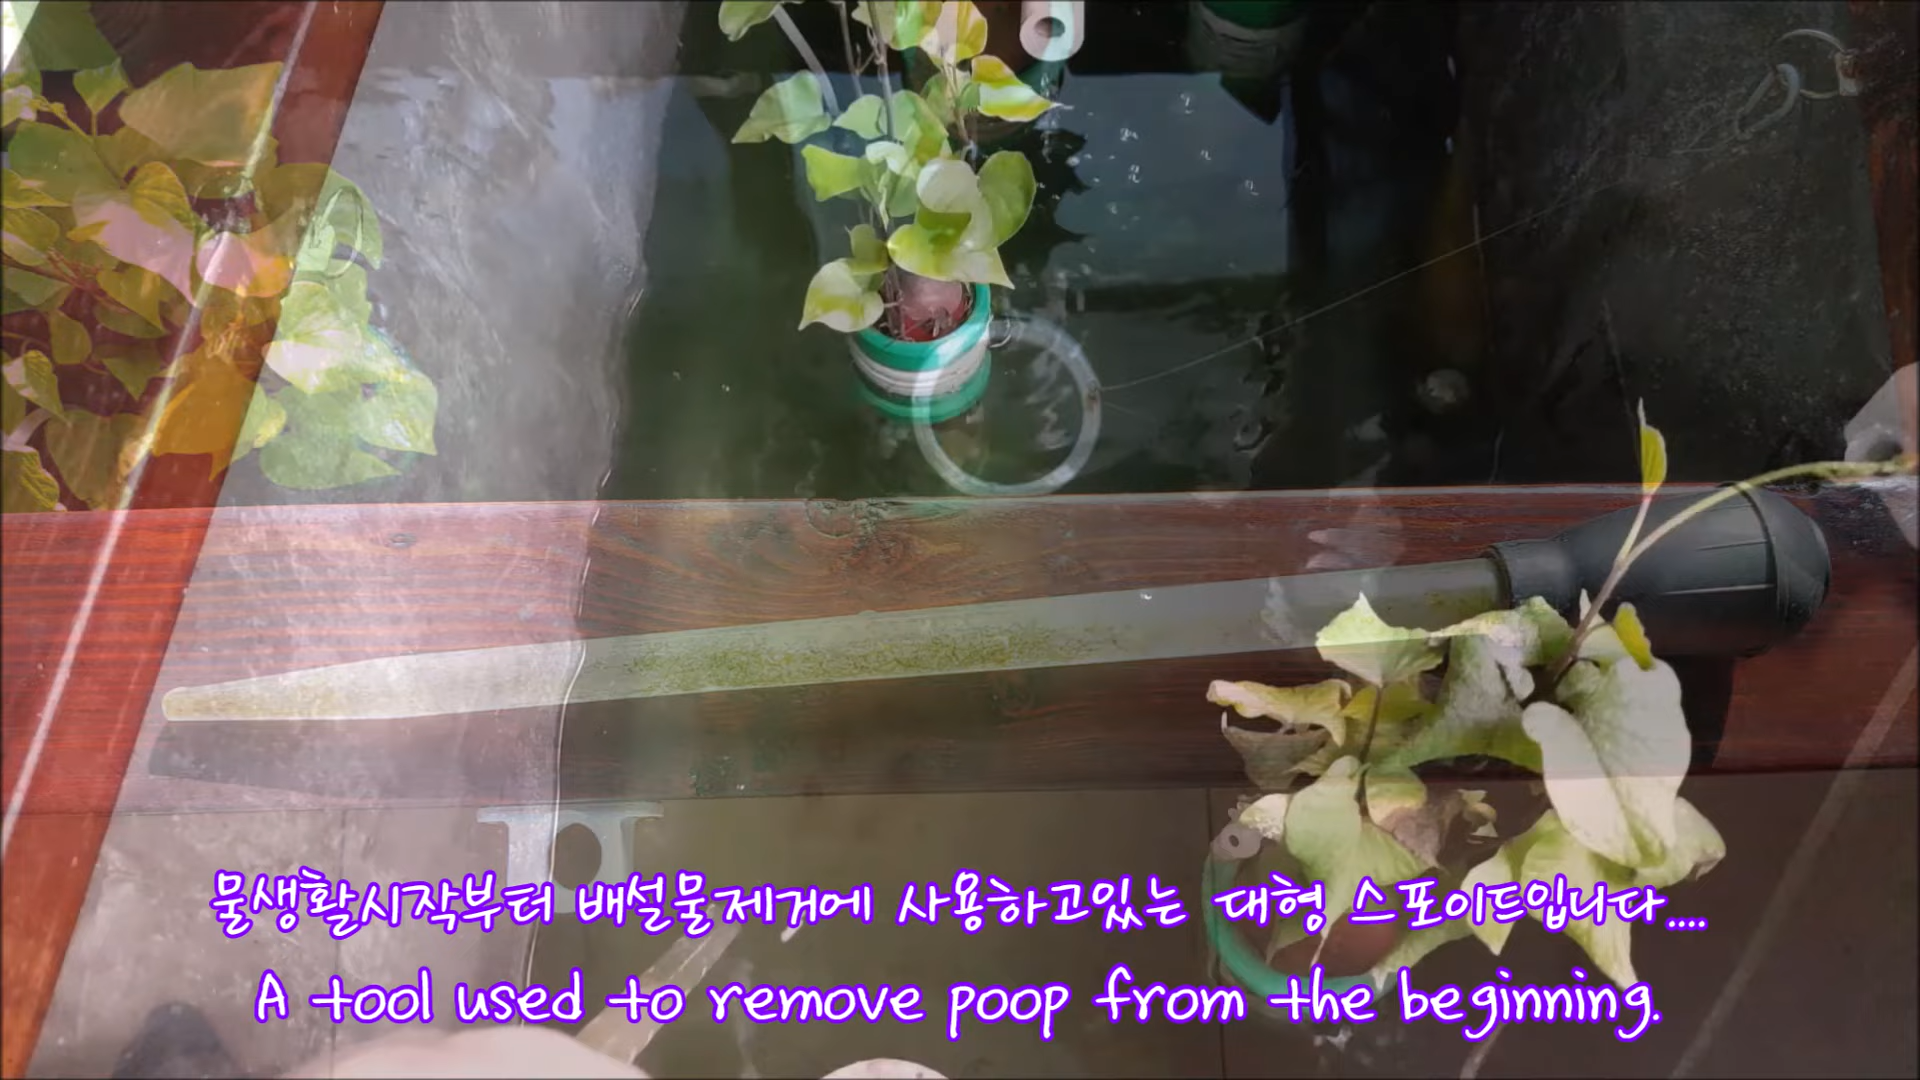 물생활시작부터 배설물제거에 사용하고있는 대형 스포이드입니다....
A tool used to remove poop from the beginning.